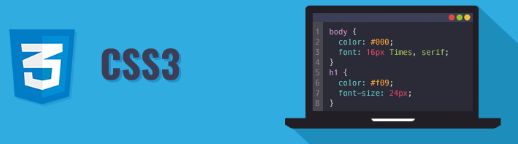 3
CSS3
1 body {
2 color: #000;
3 font: 16px Times, serif;
4 }
5 h1 {
6 color: #f09;
7 font-size: 24px;
8 }